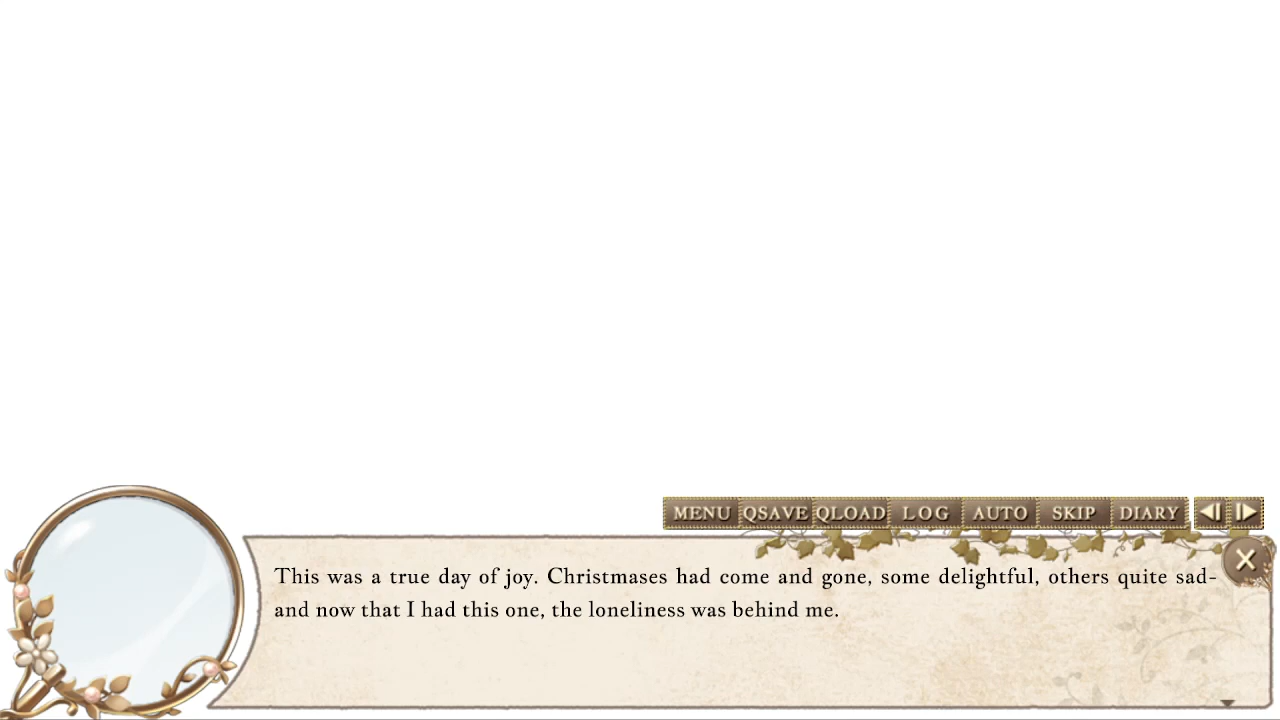 MENU QSAVE QLOAD LOG AUTO SKIP DIARY
This was a true day of joy. Christmases had come and gone, some delightful, others quite sad-
and now that I had this one, the loneliness was behind me.